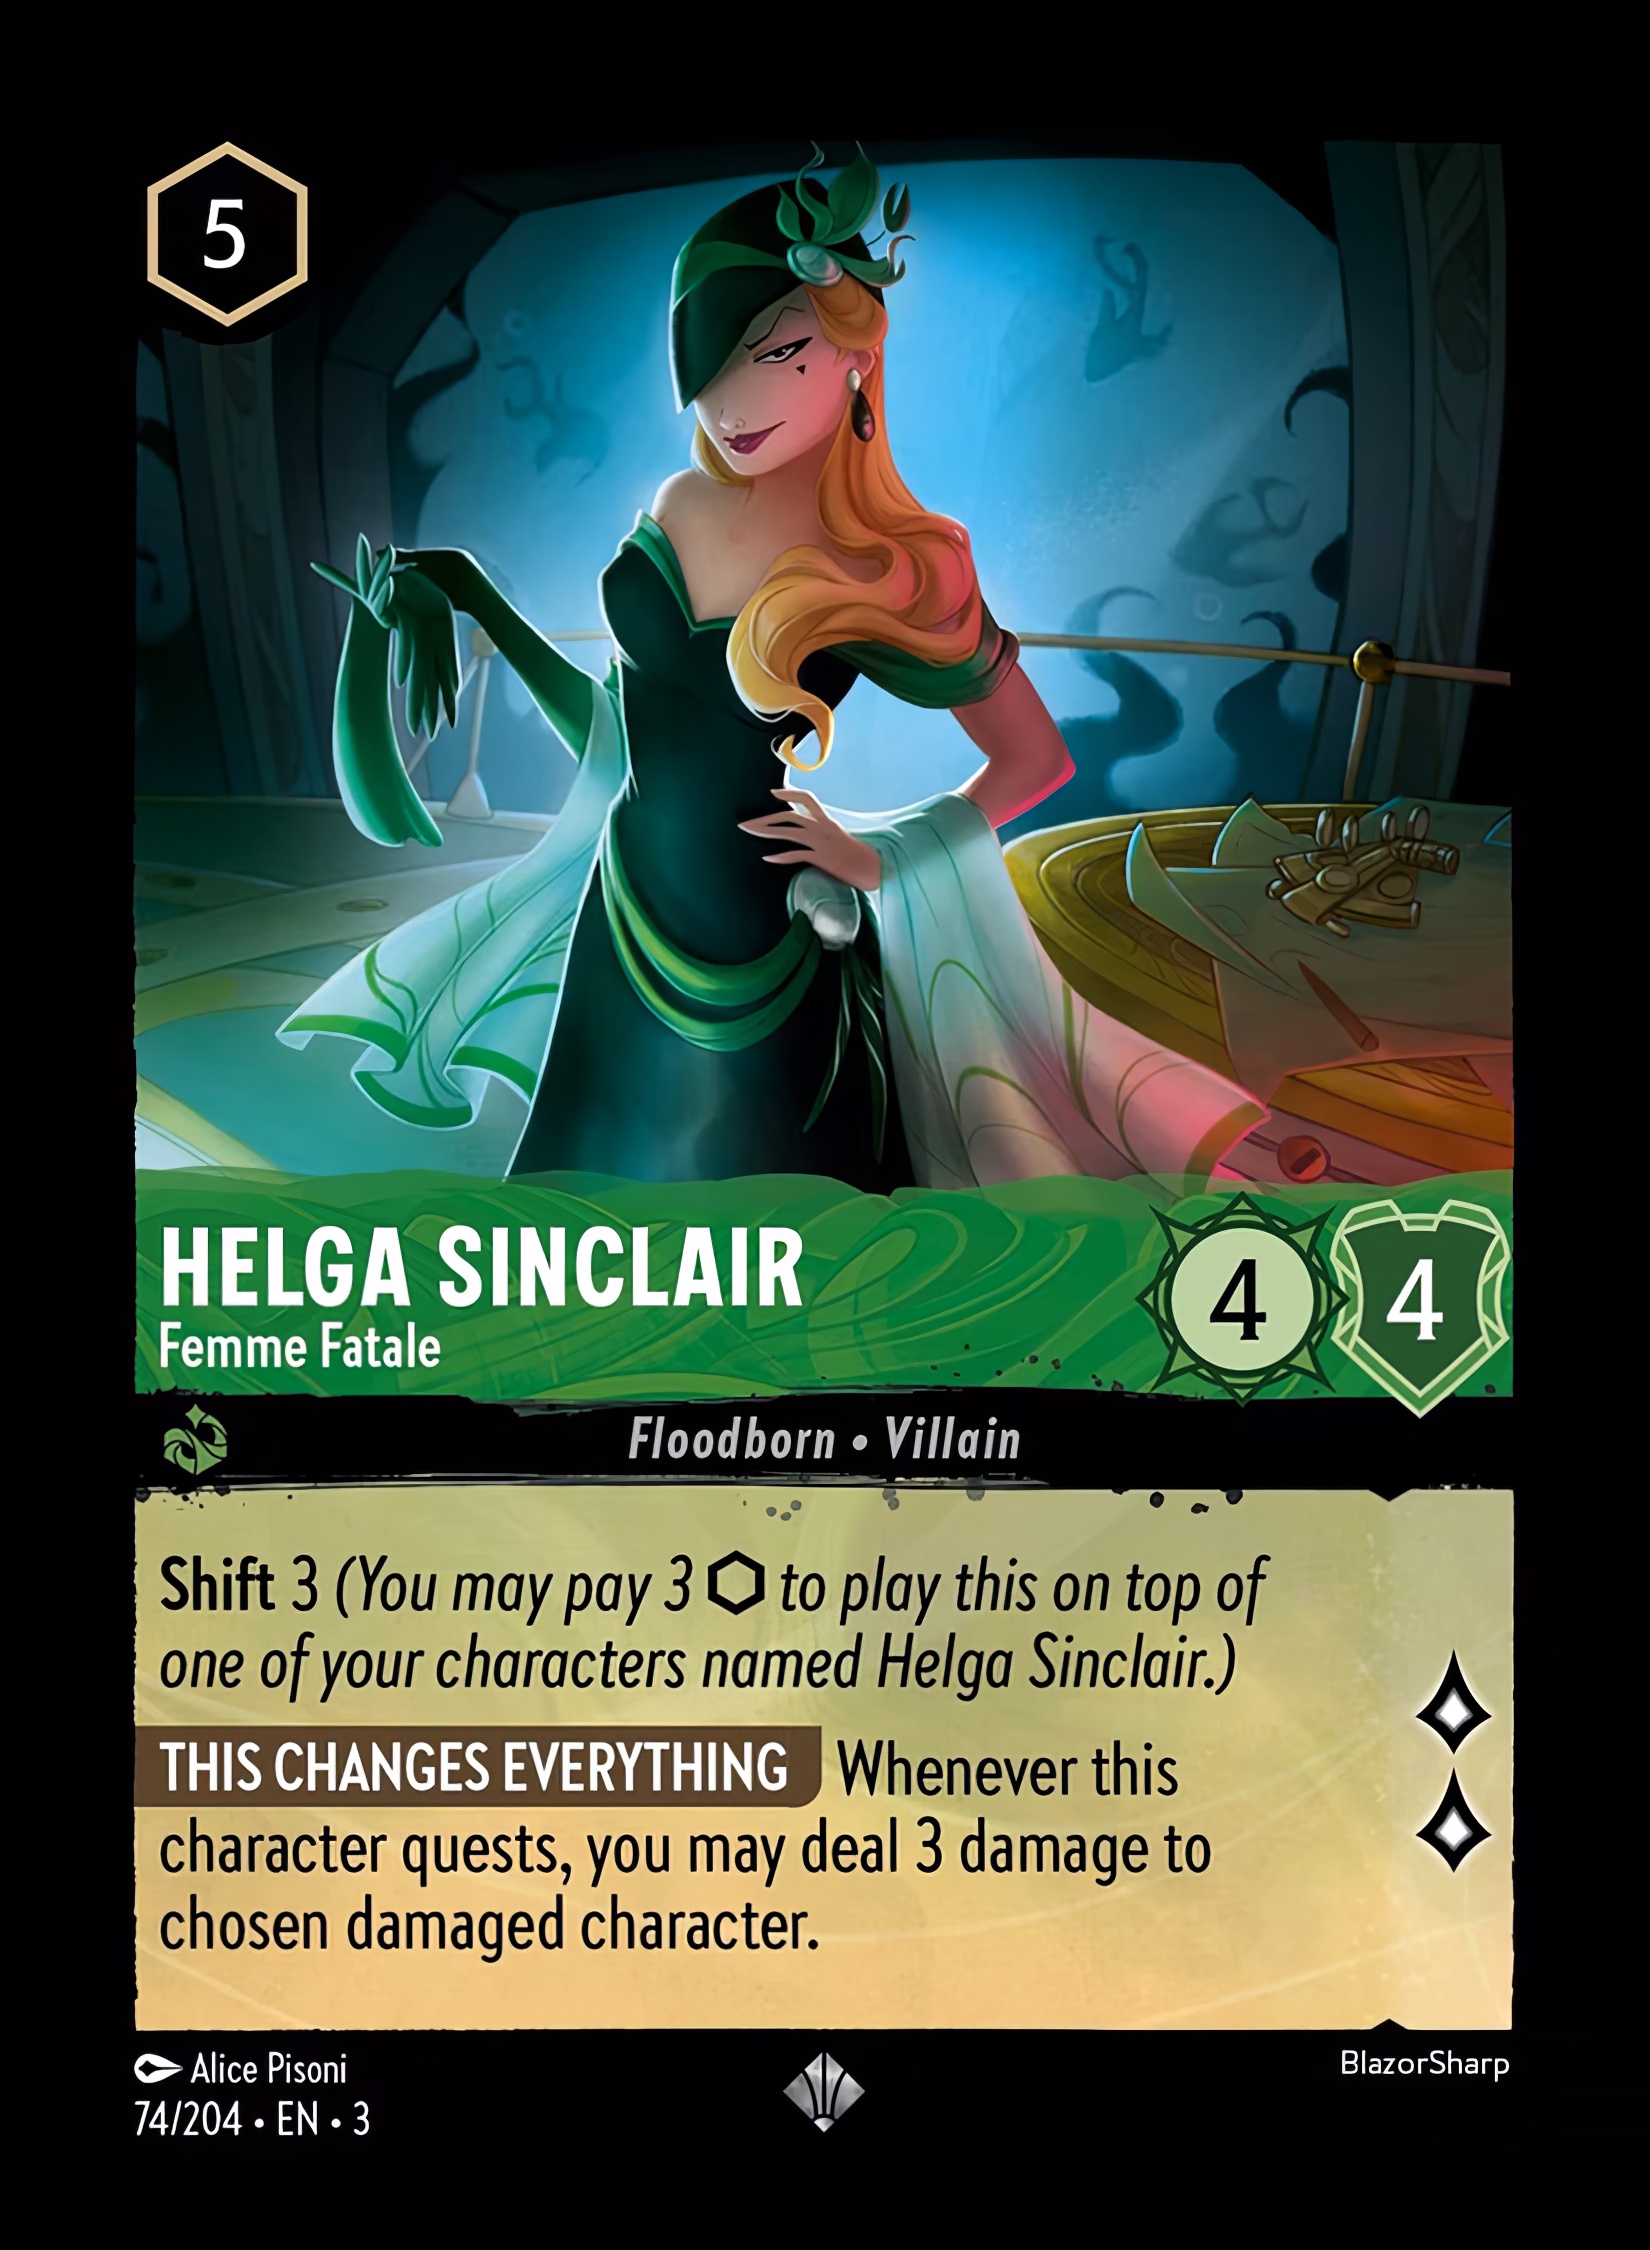 5
HELGA SINCLAIR
Femme Fatale
4
4
Floodborn • Villain
Shift 3 (You may pay 3 ⬡ to play this on top of
one of your characters named Helga Sinclair.)
THIS CHANGES EVERYTHING Whenever this
character quests, you may deal 3 damage to
chosen damaged character.
Alice Pisoni
BlazorSharp
74/204 • EN • 3